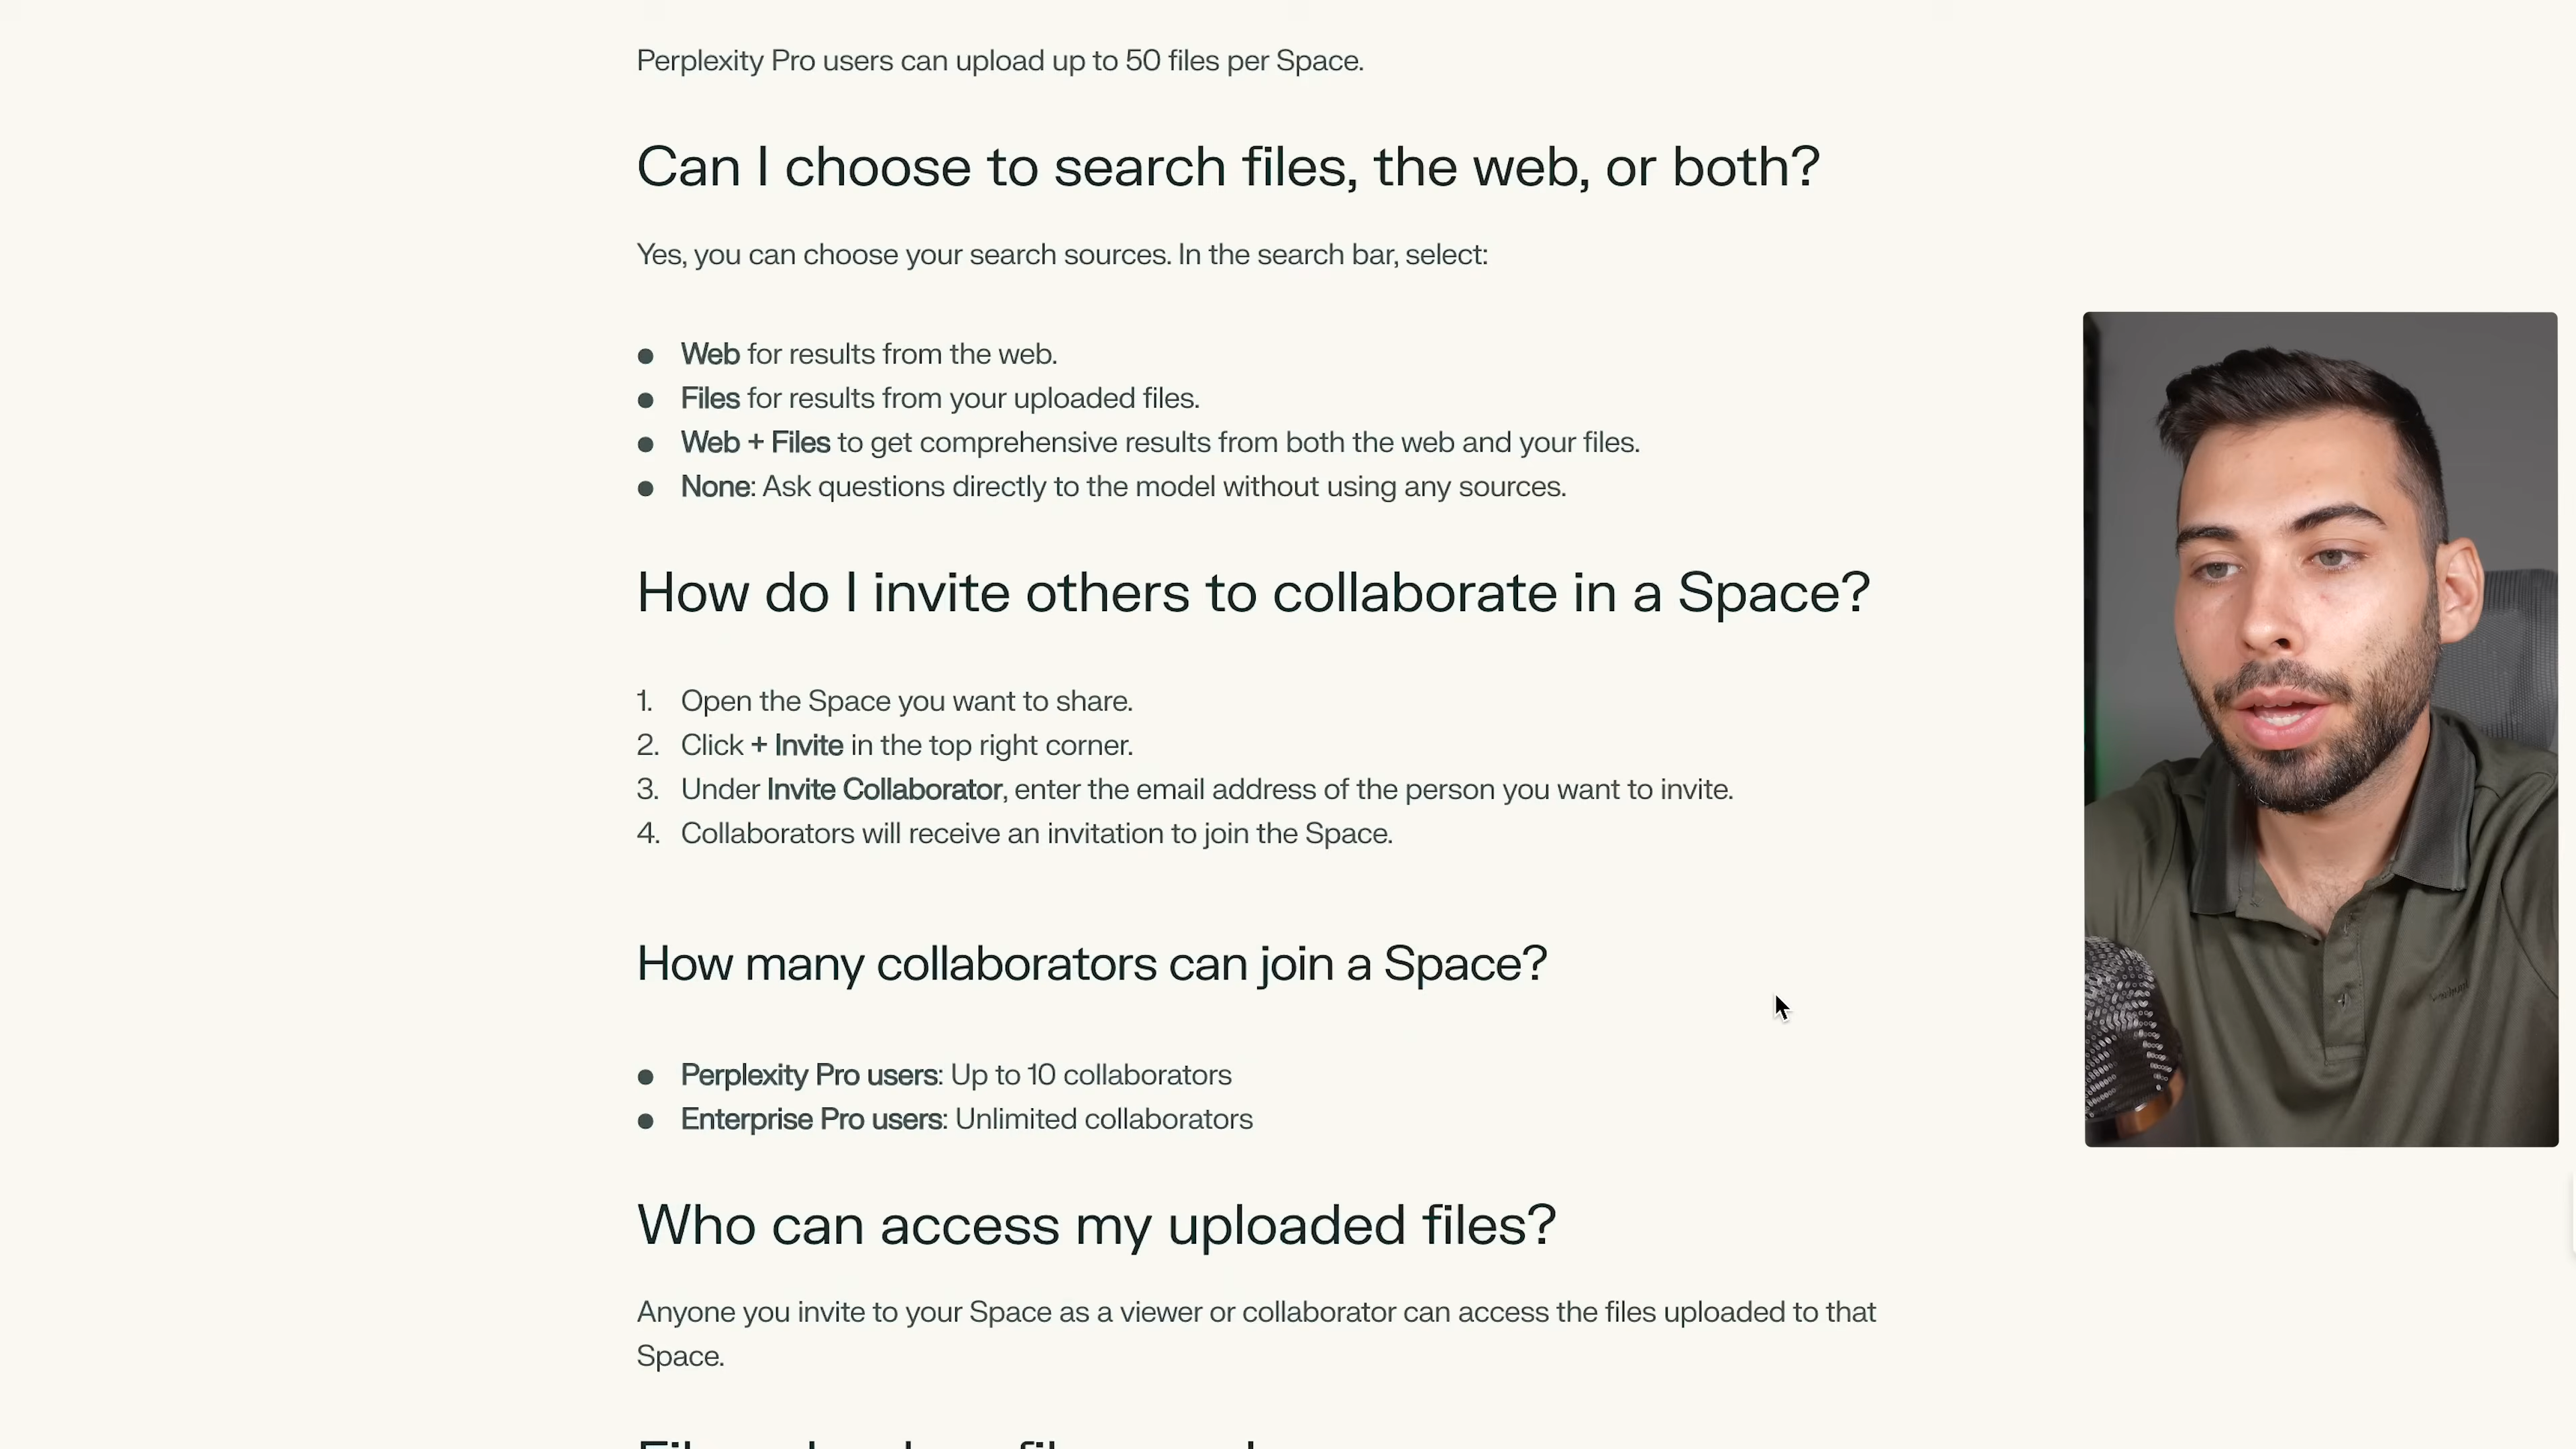 Perplexity Pro users can upload up to 50 files per Space.
Can I choose to search files, the web, or both?
Yes, you can choose your search sources. In the search bar, select:
● Web for results from the web.
● Files for results from your uploaded files.
● Web + Files to get comprehensive results from both the web and your files.
● None: Ask questions directly to the model without using any sources.
How do I invite others to collaborate in a Space?
1. Open the Space you want to share.
2. Click + Invite in the top right corner.
3. Under Invite Collaborator, enter the email address of the person you want to invite.
4. Collaborators will receive an invitation to join the Space.
How many collaborators can join a Space?
● Perplexity Pro users: Up to 10 collaborators
● Enterprise Pro users: Unlimited collaborators
Who can access my uploaded files?
Anyone you invite to your Space as a viewer or collaborator can access the files uploaded to that
Space.